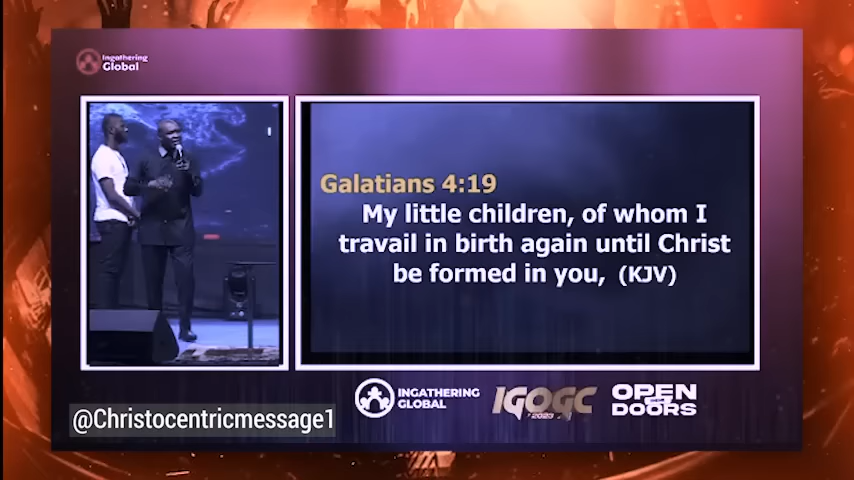 Ingathering
Global
Galatians 4:19
My little children, of whom I
travail in birth again until Christ
be formed in you, (KJV)
INGATHERING
GLOBAL
IGOGC
2023
OPEN
DOORS
@Christocentricmessage1